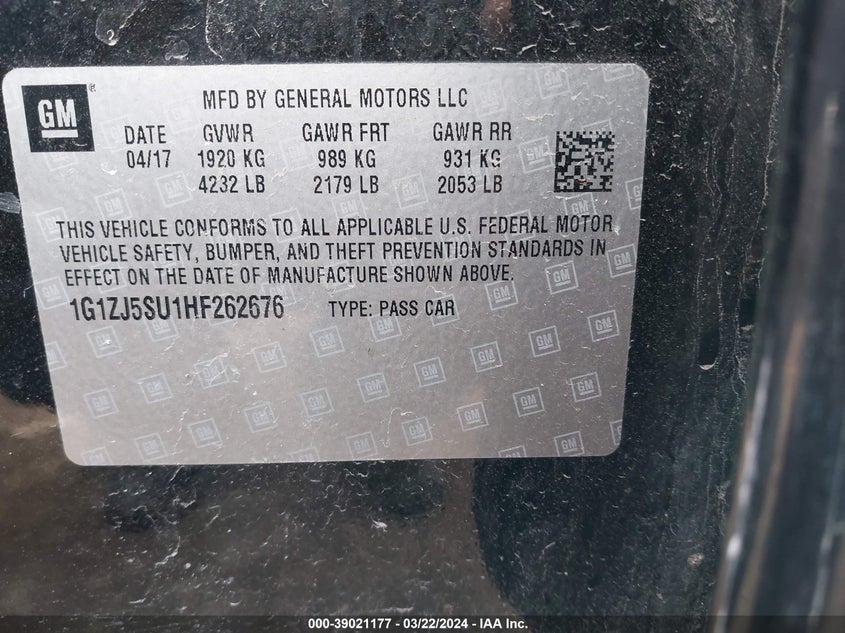 GM
MFD BY GENERAL MOTORS LLC
DATE GVWR GAWR FRT GAWR RR
04/17 1920 KG 989 KG 931 KG
4232 LB 2179 LB 2053 LB
THIS VEHICLE CONFORMS TO ALL APPLICABLE U.S. FEDERAL MOTOR
VEHICLE SAFETY, BUMPER, AND THEFT PREVENTION STANDARDS IN
EFFECT ON THE DATE OF MANUFACTURE SHOWN ABOVE.
1G1ZJ5SU1HF262676 TYPE: PASS CAR
000-39021177 - 03/22/2024 - IAA Inc.